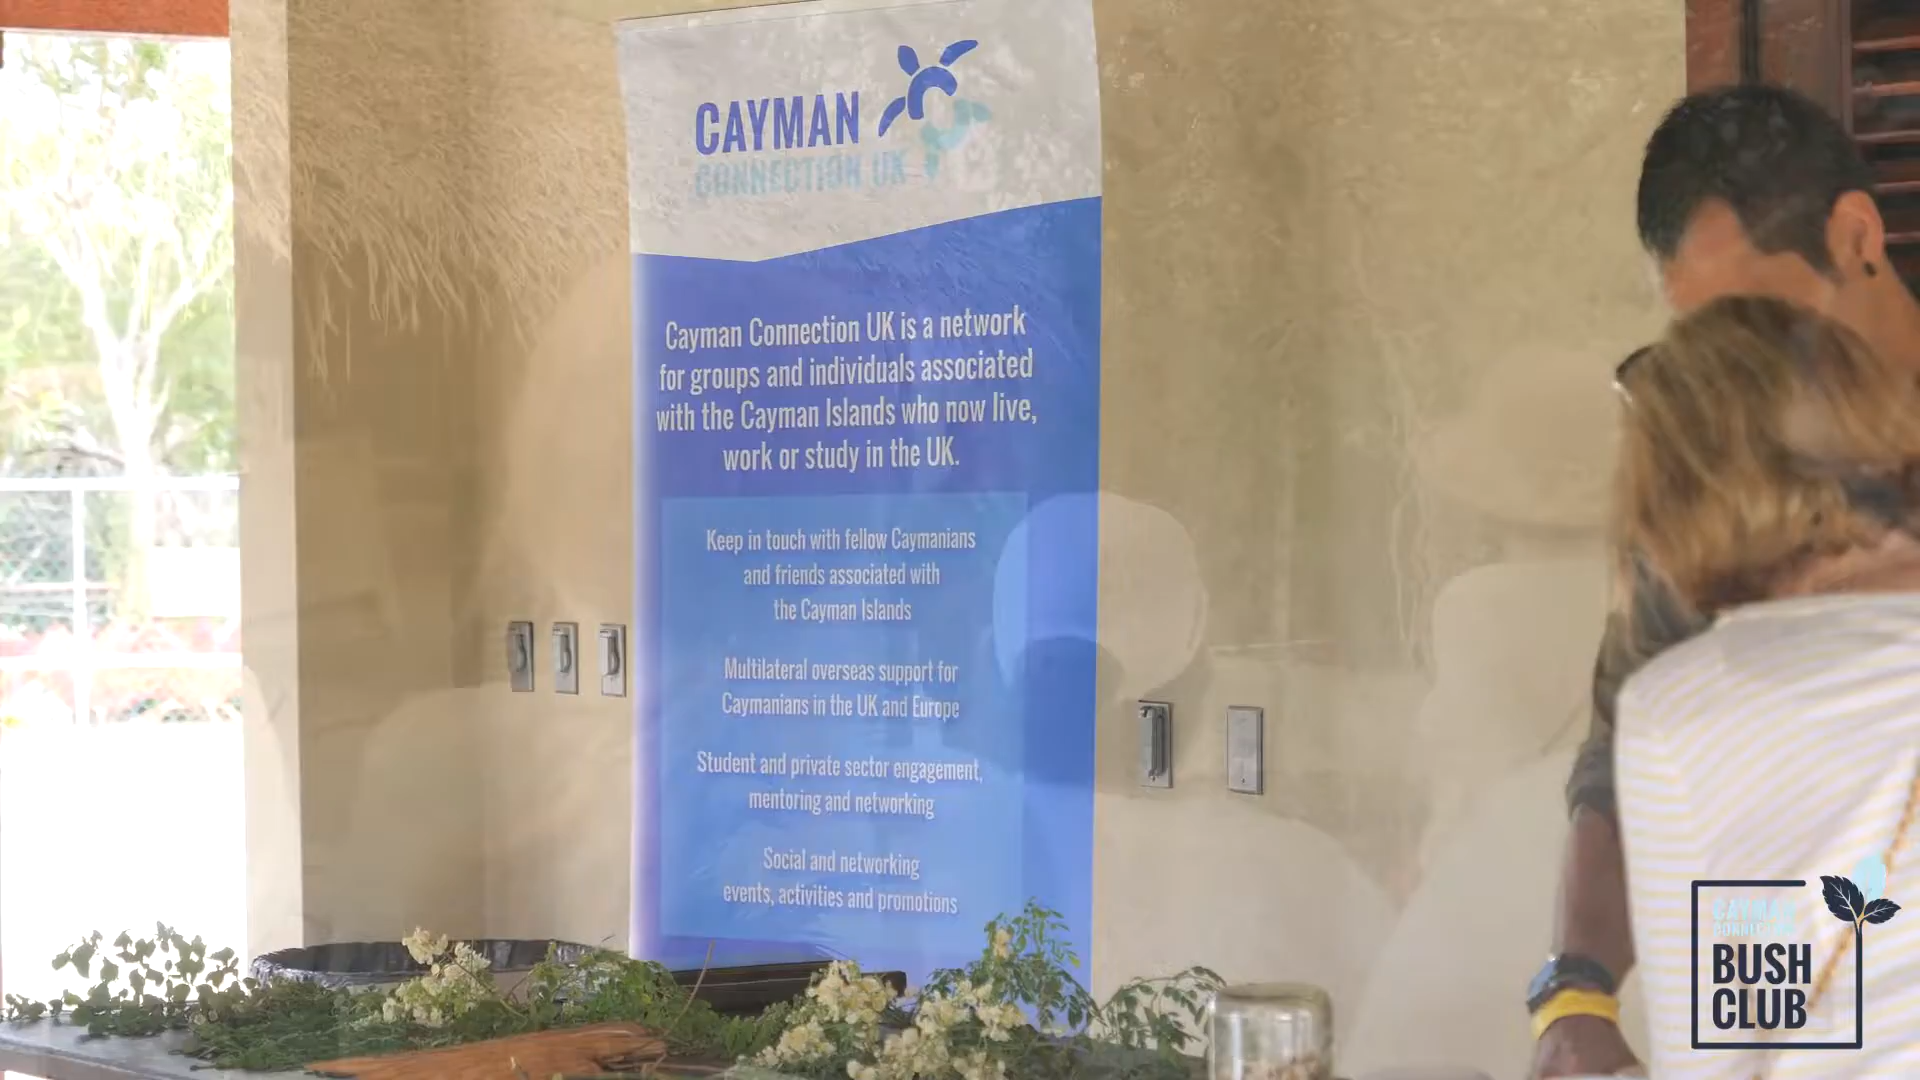 CAYMAN
CONNECTION UK
Cayman Connection UK is a network
for groups and individuals associated
with the Cayman Islands who now live,
work or study in the UK.
Keep in touch with fellow Caymanians
and friends associated with
the Cayman Islands
Multilateral overseas support for
Caymanians in the UK and Europe
Student and private sector engagement,
mentoring and networking
Social and networking
events, activities and promotions
CAYMAN
CONNECTION
BUSH
CLUB